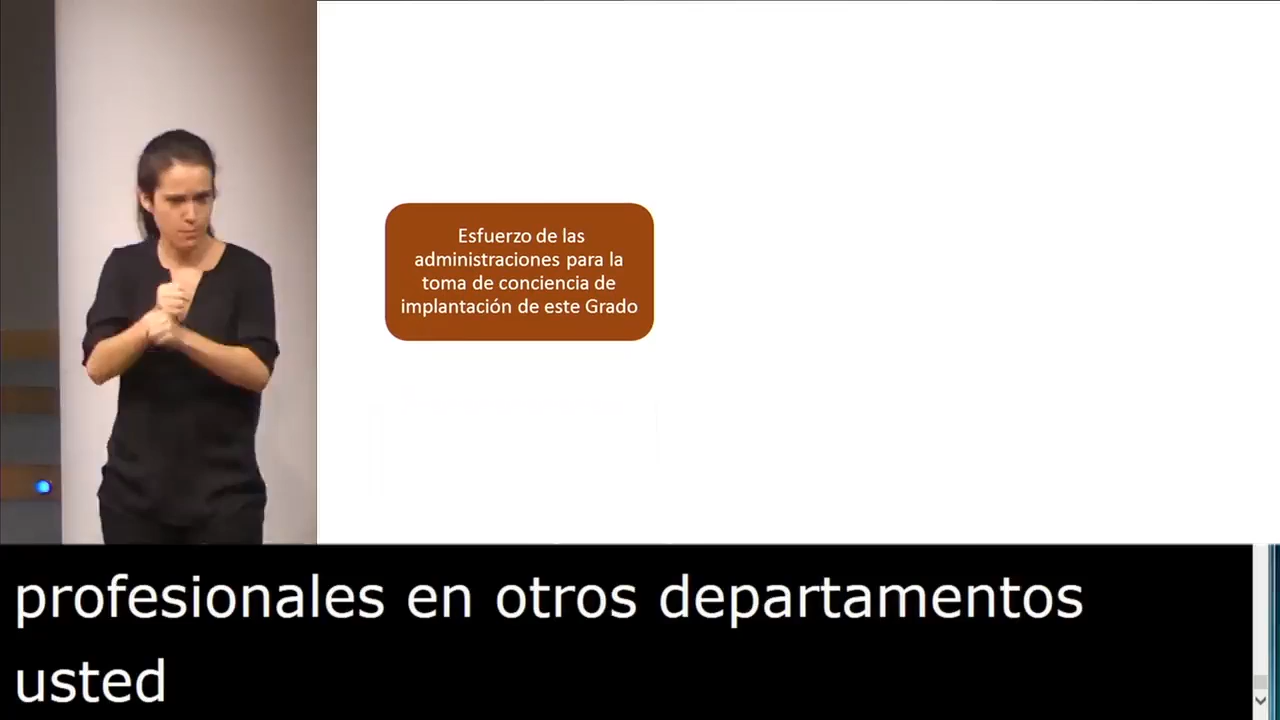 Esfuerzo de las
administraciones para la
toma de conciencia de
implantación de este Grado
profesionales en otros departamentos
usted